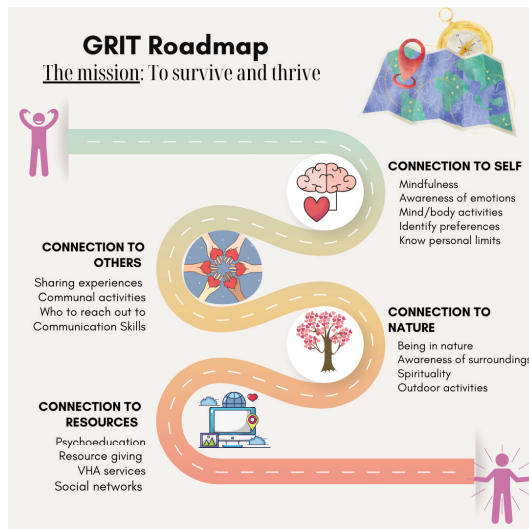 GRIT Roadmap
The mission: To survive and thrive
CONNECTION TO SELF
Mindfulness
Awareness of emotions
Mind/body activities
Identify preferences
Know personal limits
CONNECTION TO
OTHERS
Sharing experiences
Communal activities
Who to reach out to
Communication Skills
CONNECTION TO
NATURE
Being in nature
Awareness of surroundings
Spirituality
Outdoor activities
CONNECTION TO
RESOURCES
Psychoeducation
Resource giving
VHA services
Social networks